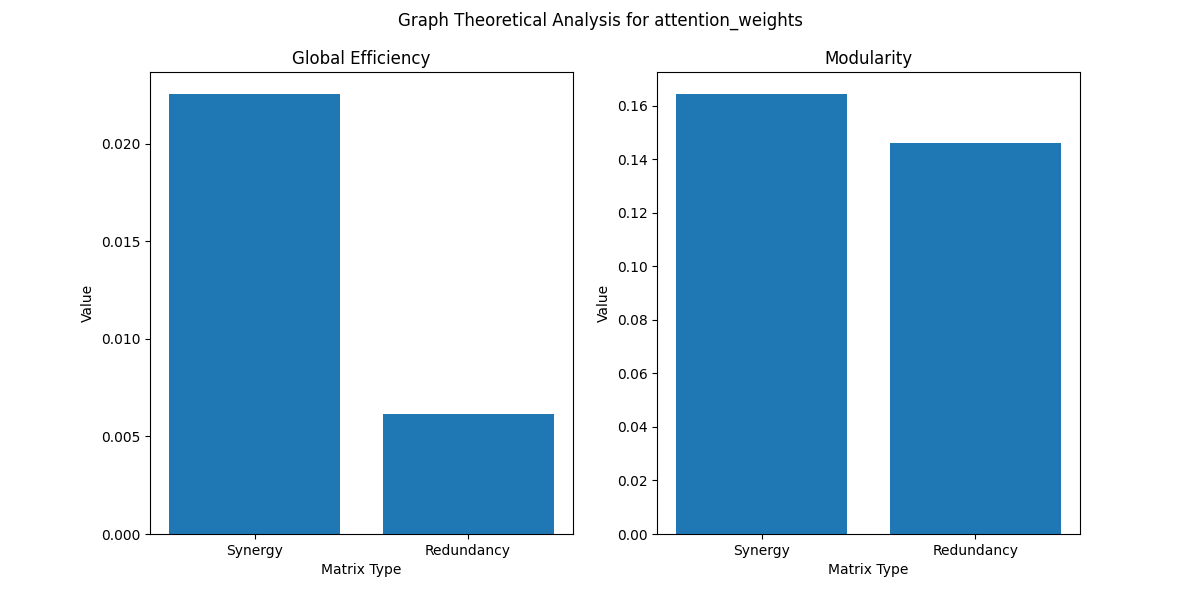 Graph Theoretical Analysis for attention_weights
Global Efficiency
Value
0.020
0.015
0.010
0.005
0.000
Synergy Redundancy
Matrix Type
Modularity
Value
0.16
0.14
0.12
0.10
0.08
0.06
0.04
0.02
0.00
Synergy Redundancy
Matrix Type